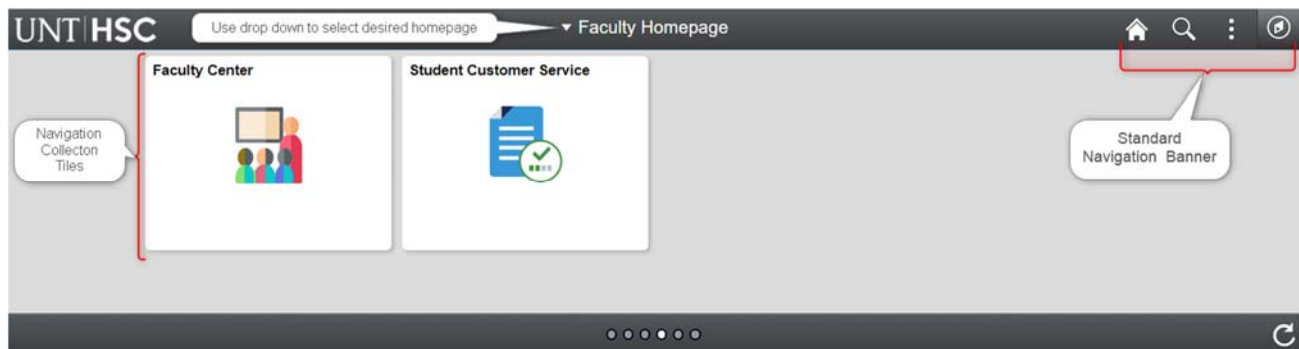 UNT|HSC
Use drop down to select desired homepage
Faculty Homepage
Faculty Center
Student Customer Service
Navigation
Collecton
Tiles
Standard
Navigation Banner